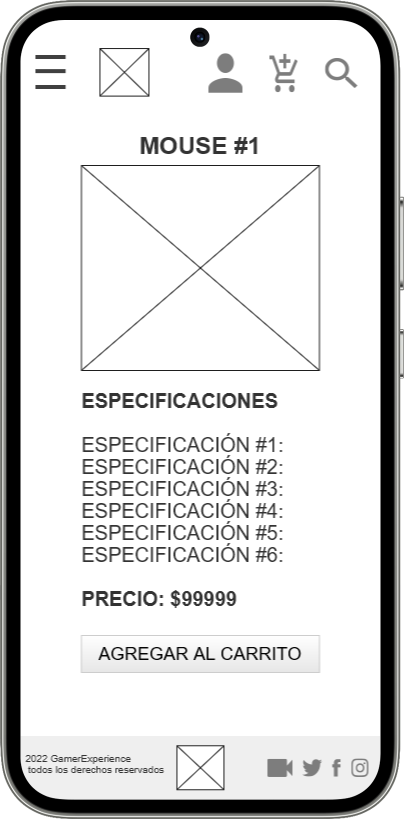 MOUSE #1
ESPECIFICACIONES
ESPECIFICACIÓN #1:
ESPECIFICACIÓN #2:
ESPECIFICACIÓN #3:
ESPECIFICACIÓN #4:
ESPECIFICACIÓN #5:
ESPECIFICACIÓN #6:
PRECIO: $99999
AGREGAR AL CARRITO
2022 GamerExperience
todos los derechos reservados